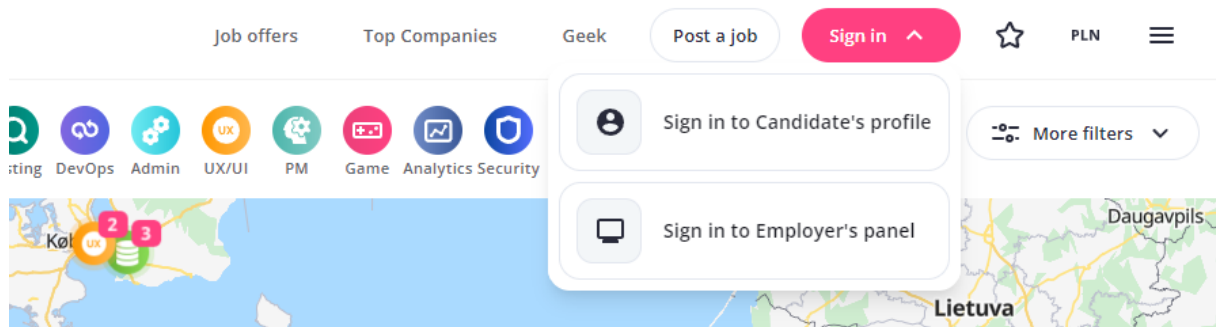 Job offers Top Companies Geek Post a job Sign in PLN
Sign in to Candidate's profile
More filters
UX
sting DevOps Admin UX/UI PM Game Analytics Security
Sign in to Employer's panel
Daugavpils
2 3
Køb UX
Lietuva